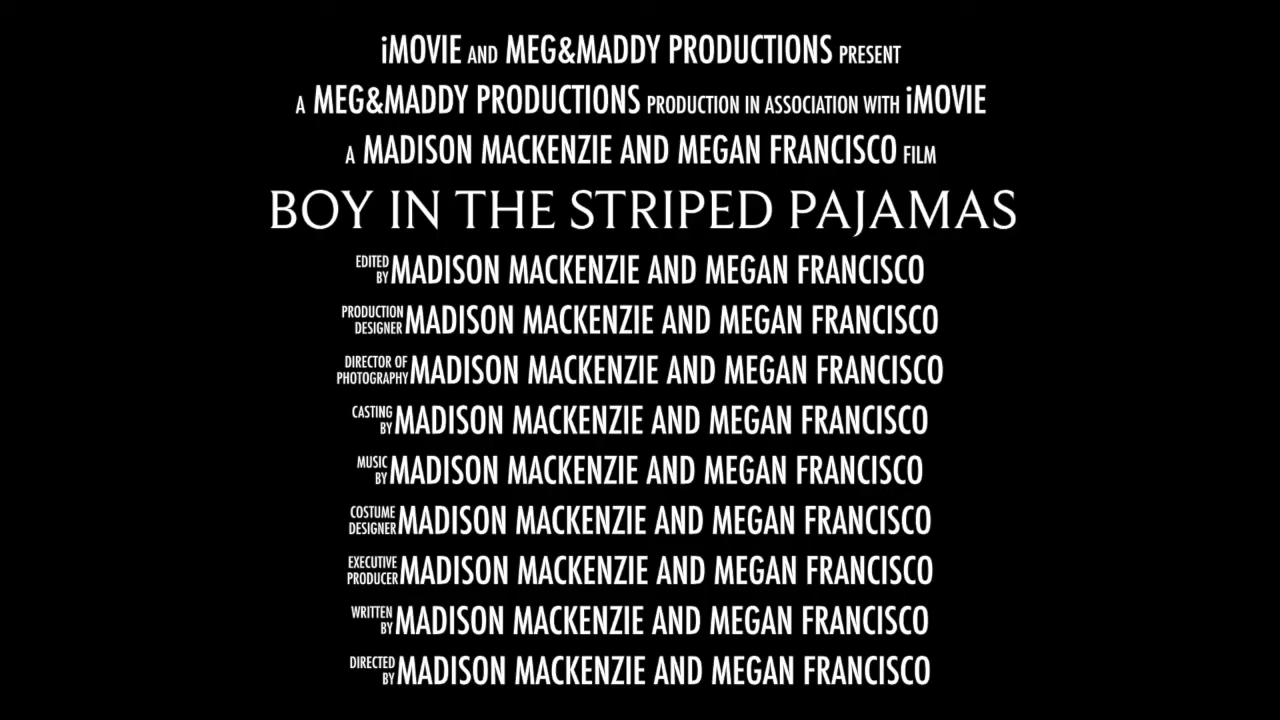 iMOVIE AND MEG&MADDY PRODUCTIONS PRESENT
A MEG&MADDY PRODUCTIONS PRODUCTION IN ASSOCIATION WITH iMOVIE
A MADISON MACKENZIE AND MEGAN FRANCISCO FILM
BOY IN THE STRIPED PAJAMAS
EDITED BY MADISON MACKENZIE AND MEGAN FRANCISCO
PRODUCTION DESIGNER MADISON MACKENZIE AND MEGAN FRANCISCO
DIRECTOR OF PHOTOGRAPHY MADISON MACKENZIE AND MEGAN FRANCISCO
CASTING BY MADISON MACKENZIE AND MEGAN FRANCISCO
MUSIC BY MADISON MACKENZIE AND MEGAN FRANCISCO
COSTUME DESIGNER MADISON MACKENZIE AND MEGAN FRANCISCO
EXECUTIVE PRODUCER MADISON MACKENZIE AND MEGAN FRANCISCO
WRITTEN BY MADISON MACKENZIE AND MEGAN FRANCISCO
DIRECTED BY MADISON MACKENZIE AND MEGAN FRANCISCO